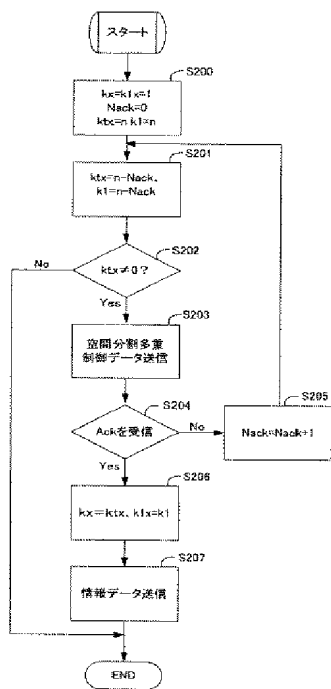 スタート
S200
kx=k1x=1
Nack=0
ktx=n k1=n
S201
ktx=n-Nack、
k1=n-Nack
S202
ktx≠0?
No
Yes
S203
空間分割多重
制御データ送信
S204
Ackを受信
No
Yes
S205
Nack=Nack+1
S206
kx=ktx、k1x=k1
S207
情報データ送信
END